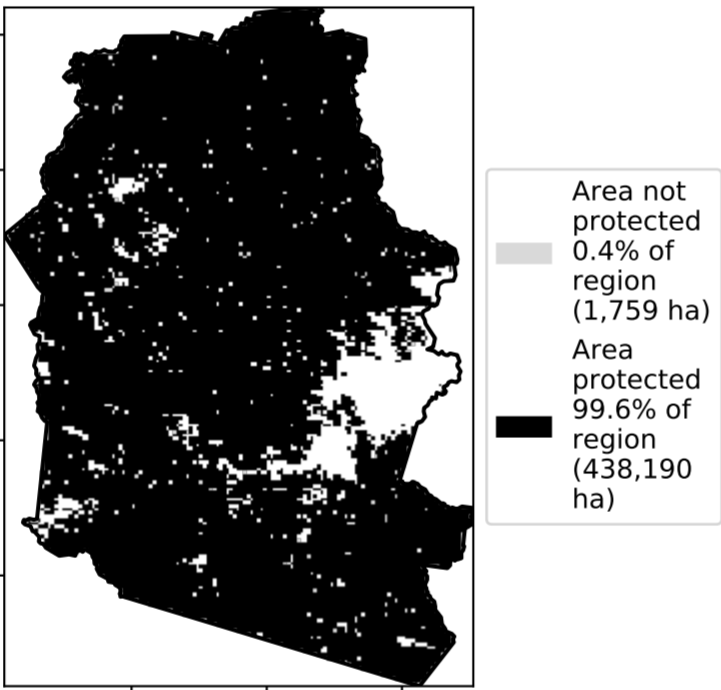 Area not
protected
0.4% of
region
(1,759 ha)
Area
protected
99.6% of
region
(438,190
ha)